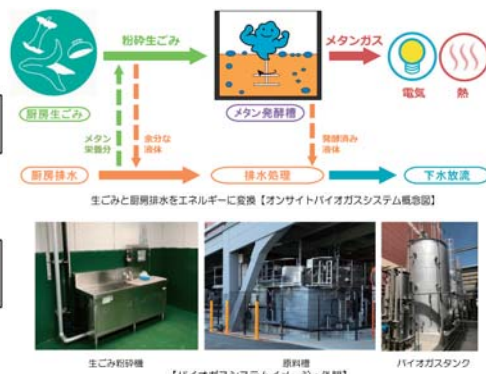 粉砕生ごみ
メタンガス
厨房生ごみ
メタン発酵槽
電気
熱
メタン
栄養分
余分な
液体
発酵済み
液体
厨房排水
排水処理
下水放流
生ごみと厨房排水をエネルギーに変換【オンサイトバイオガスシステム概念図】
生ごみ粉砕機
原料槽
バイオガスタンク